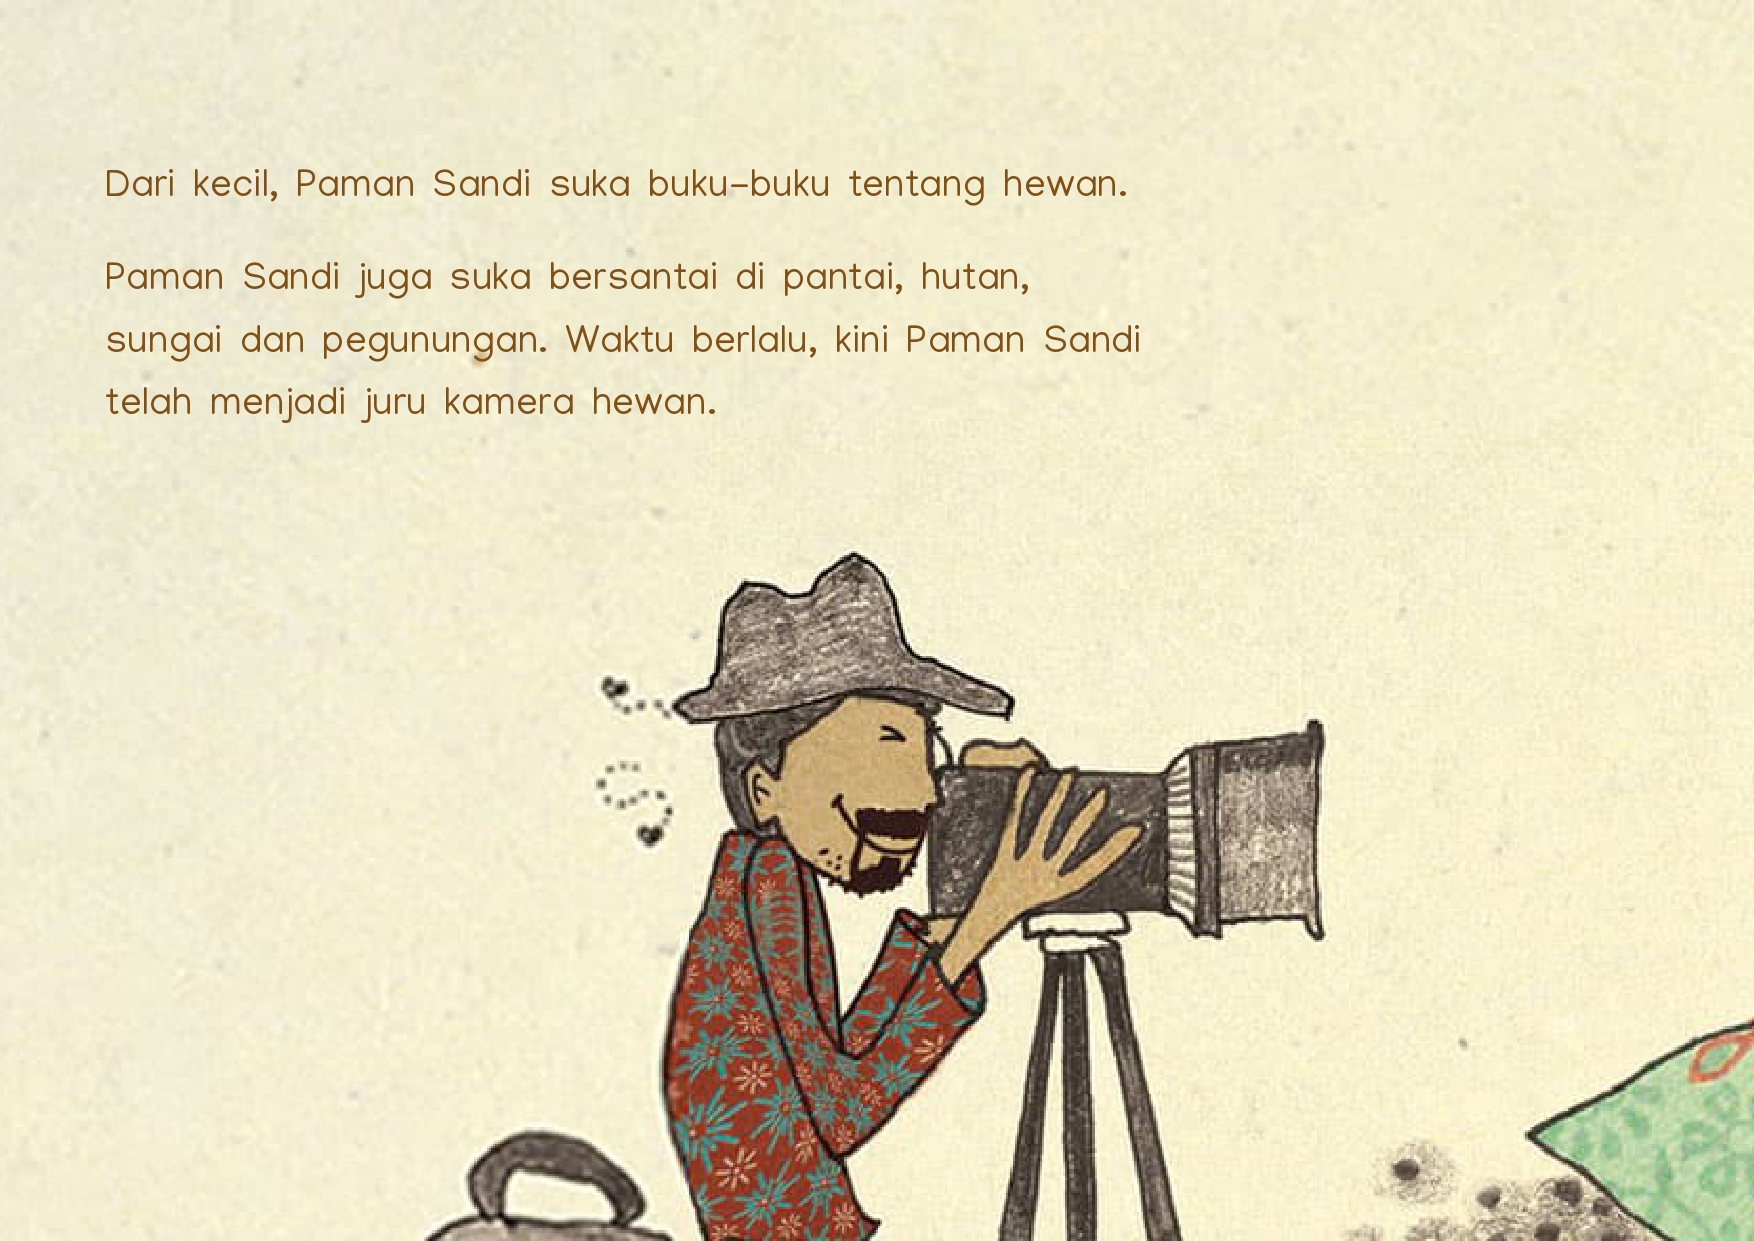 Dari kecil, Paman Sandi suka buku-buku tentang hewan.
Paman Sandi juga suka bersantai di pantai, hutan,
sungai dan pegunungan. Waktu berlalu, kini Paman Sandi
telah menjadi juru kamera hewan.